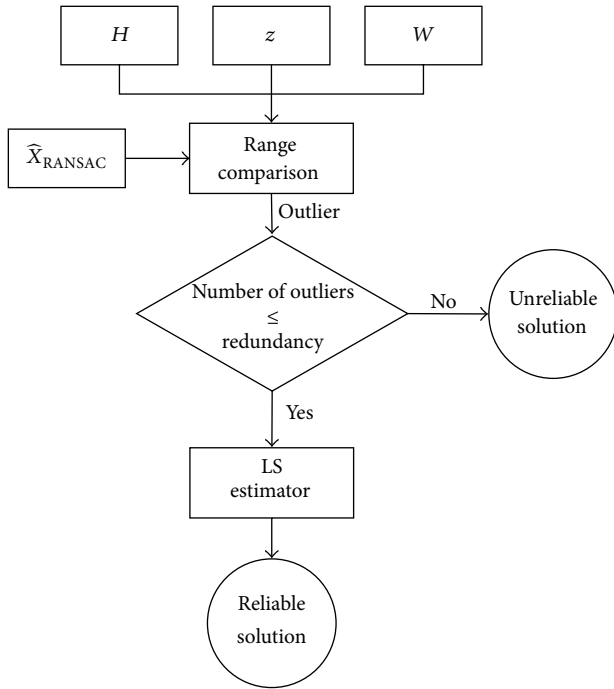 H
z
W
X̂RANSAC
Range
comparison
Outlier
Number of outliers
≤
redundancy
No
Unreliable
solution
Yes
LS
estimator
Reliable
solution